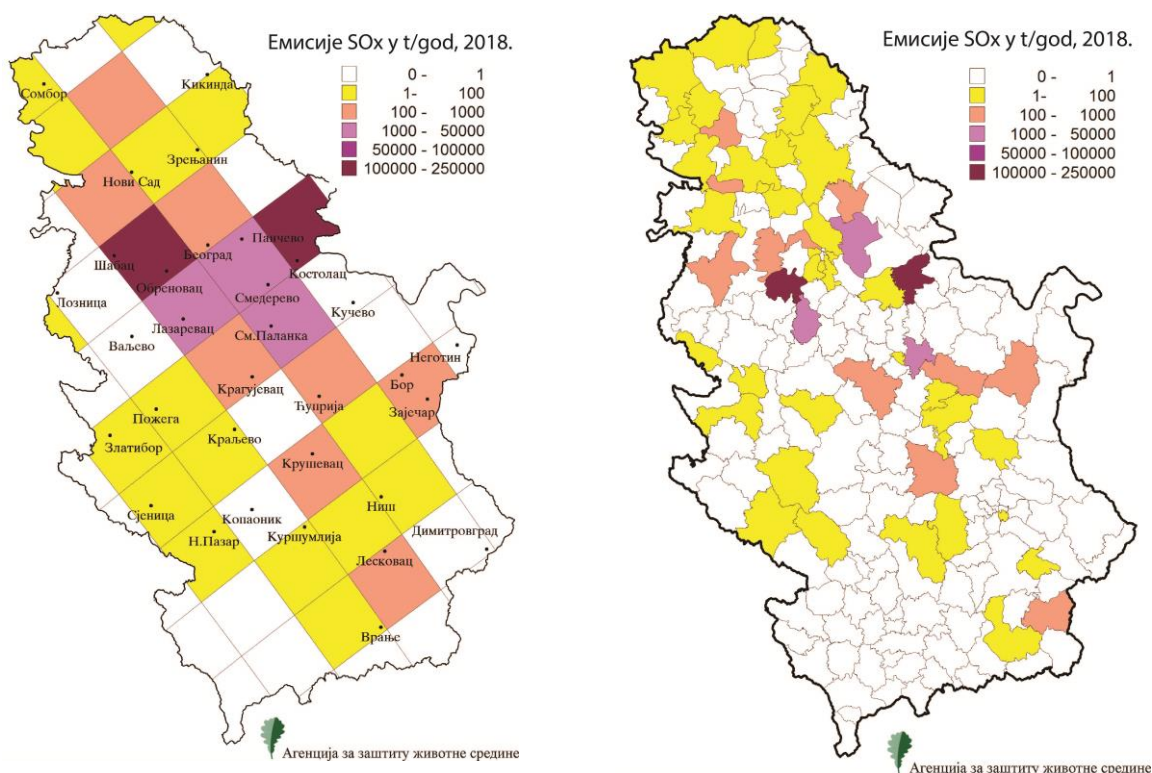 Емисије SOx у t/год, 2018.
0 - 1
1 - 100
100 - 1000
1000 - 50000
50000 - 100000
100000 - 250000
Сомбор
Кикинда
Зрењанин
Нови Сад
Панчево
Београд
Шабац
Костолац
Обреновац
Смедерево
Лозница
Кучево
Лазаревац
См.Паланка
Ваљево
Неготин
Бор
Крагујевац
Ћуприја
Зајечар
Пожега
Краљево
Златибор
Крушевац
Ниш
Сјеница
Копаоник
Димитровград
Н.Пазар
Куршумлија
Лесковац
Врање
Агенција за заштиту животне средине
Емисије SOx у t/год, 2018.
0 - 1
1- 100
100 - 1000
1000 - 50000
50000 - 100000
100000 - 250000
Агенција за заштиту животне средине